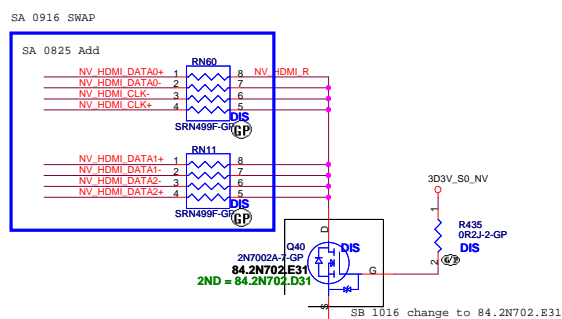 SA 0916 SWAP
SA 0825 Add
RN60
NV_HDMI_DATA0+ 1 8 NV_HDMI_R
NV_HDMI_DATA0- 2 7
NV_HDMI_CLK- 3 6
NV_HDMI_CLK+ 4 5
DIS
SRN499F-GP
GP
RN11
NV_HDMI_DATA1+ 1 8
NV_HDMI_DATA1- 2 7
NV_HDMI_DATA2- 3 6
NV_HDMI_DATA2+ 4 5
DIS
SRN499F-GP
GP
3D3V_S0_NV
1
R435
0R2J-2-GP
DIS
2
D
Q40
DIS
2N7002A-7-GP
84.2N702.E31
G
2ND = 84.2N702.D31
S
SB 1016 change to 84.2N702.E31